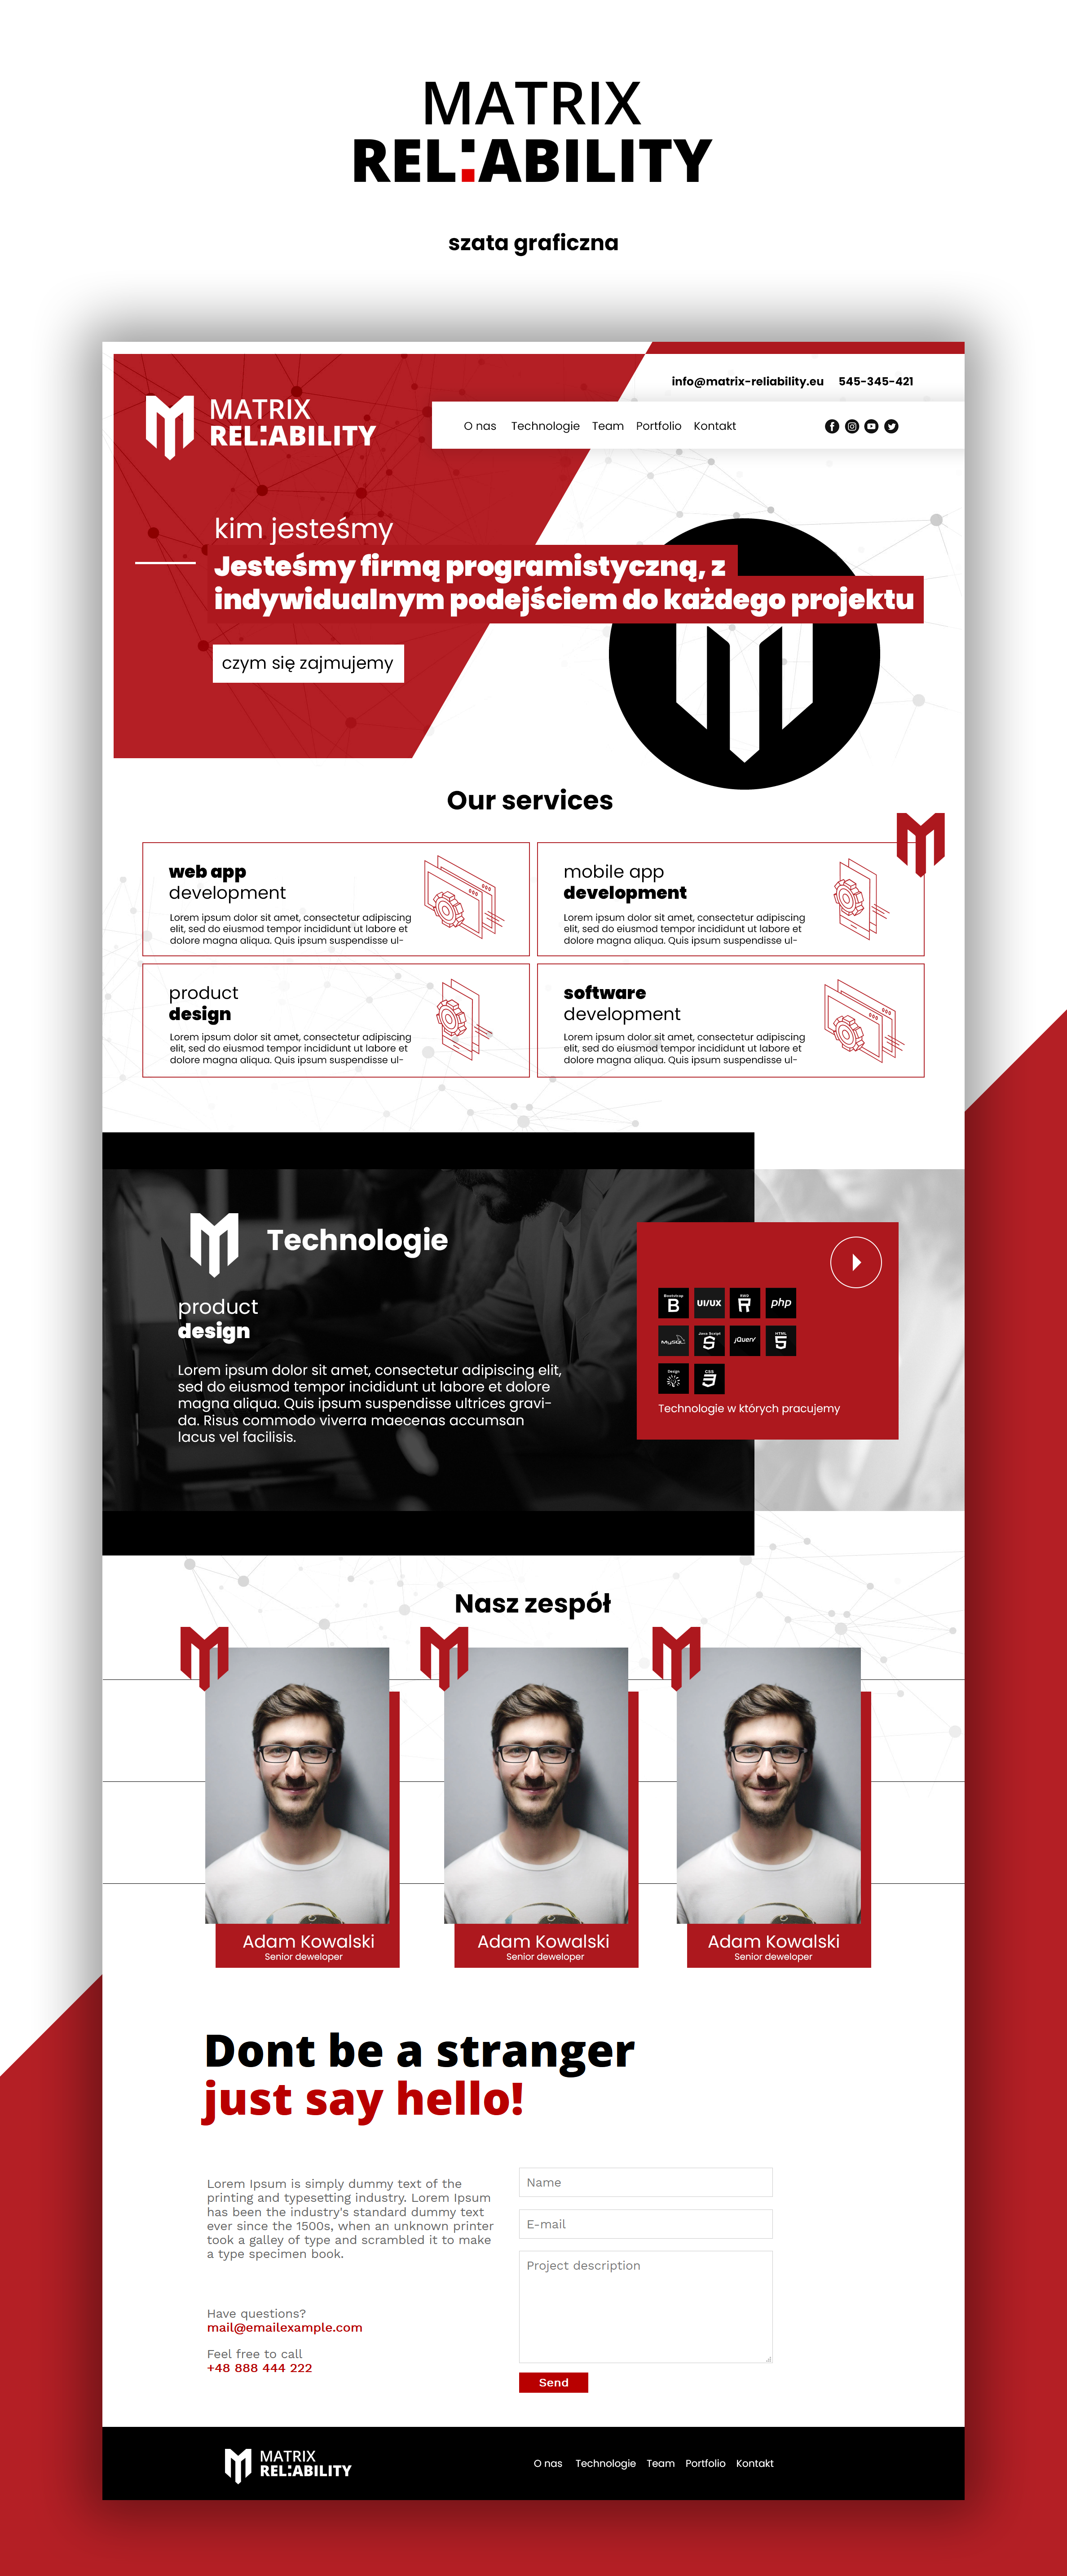 MATRIX
REL:ABILITY
szata graficzna
info@matrix-reliability.eu 545-345-421
MATRIX
REL:ABILITY
O nas Technologie Team Portfolio Kontakt
kim jesteśmy
Jesteśmy firmą programistyczną, z
indywidualnym podejściem do każdego projektu
czym się zajmujemy
Our services
web app
development
Lorem ipsum dolor sit amet, consectetur adipiscing
elit, sed do eiusmod tempor incididunt ut labore et
dolore magna aliqua. Quis ipsum suspendisse ul-
mobile app
development
Lorem ipsum dolor sit amet, consectetur adipiscing
elit, sed do eiusmod tempor incididunt ut labore et
dolore magna aliqua. Quis ipsum suspendisse ul-
product
design
Lorem ipsum dolor sit amet, consectetur adipiscing
elit, sed do eiusmod tempor incididunt ut labore et
dolore magna aliqua. Quis ipsum suspendisse ul-
software
development
Lorem ipsum dolor sit amet, consectetur adipiscing
elit, sed do eiusmod tempor incididunt ut labore et
dolore magna aliqua. Quis ipsum suspendisse ul-
Technologie
product
design
Lorem ipsum dolor sit amet, consectetur adipiscing elit,
sed do eiusmod tempor incididunt ut labore et dolore
magna aliqua. Quis ipsum suspendisse ultrices gravi-
da. Risus commodo viverra maecenas accumsan
lacus vel facilisis.
Bootstrap
B
UI/UX
R
php
MySQL
Java Script
S
jQuery
HTML
5
Design
CSS
3
Technologie w których pracujemy
Nasz zespół
Adam Kowalski
Senior deweloper
Adam Kowalski
Senior deweloper
Adam Kowalski
Senior deweloper
Dont be a stranger
just say hello!
Lorem Ipsum is simply dummy text of the
printing and typesetting industry. Lorem Ipsum
has been the industry's standard dummy text
ever since the 1500s, when an unknown printer
took a galley of type and scrambled it to make
a type specimen book.
Have questions?
mail@emailexample.com
Feel free to call
+48 888 444 222
Name
E-mail
Project description
Send
MATRIX
REL:ABILITY
O nas Technologie Team Portfolio Kontakt